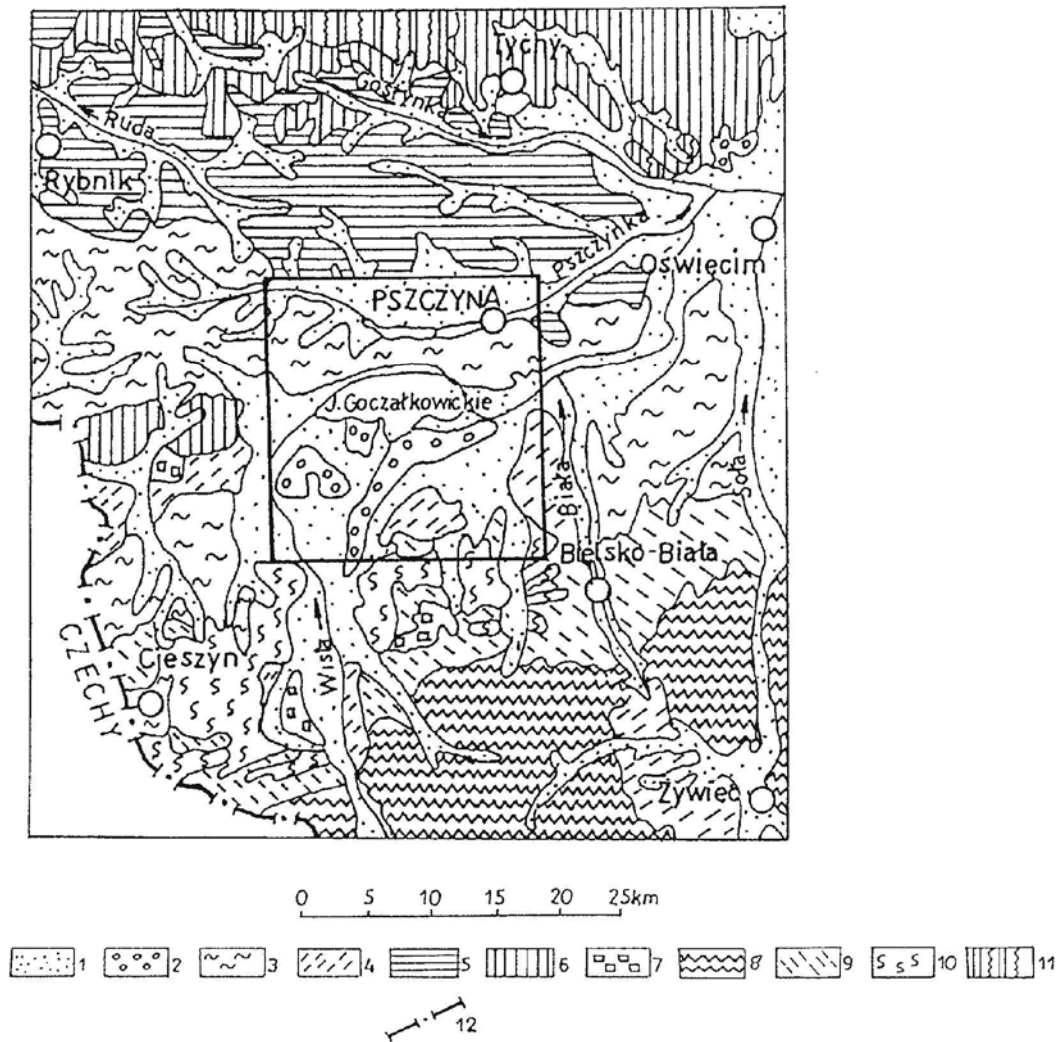 Tychy
Gostynka
Ruda
Rybnik
Pszczynka
Oświęcim
PSZCZYNA
J. Goczałkowickie
Biała
Soła
Bielsko-Biała
CZECHY
Cieszyn
Wisła
Żywiec
0 5 10 15 20 25km
1 2 3 4 5 6 7 8 9 10 11
12